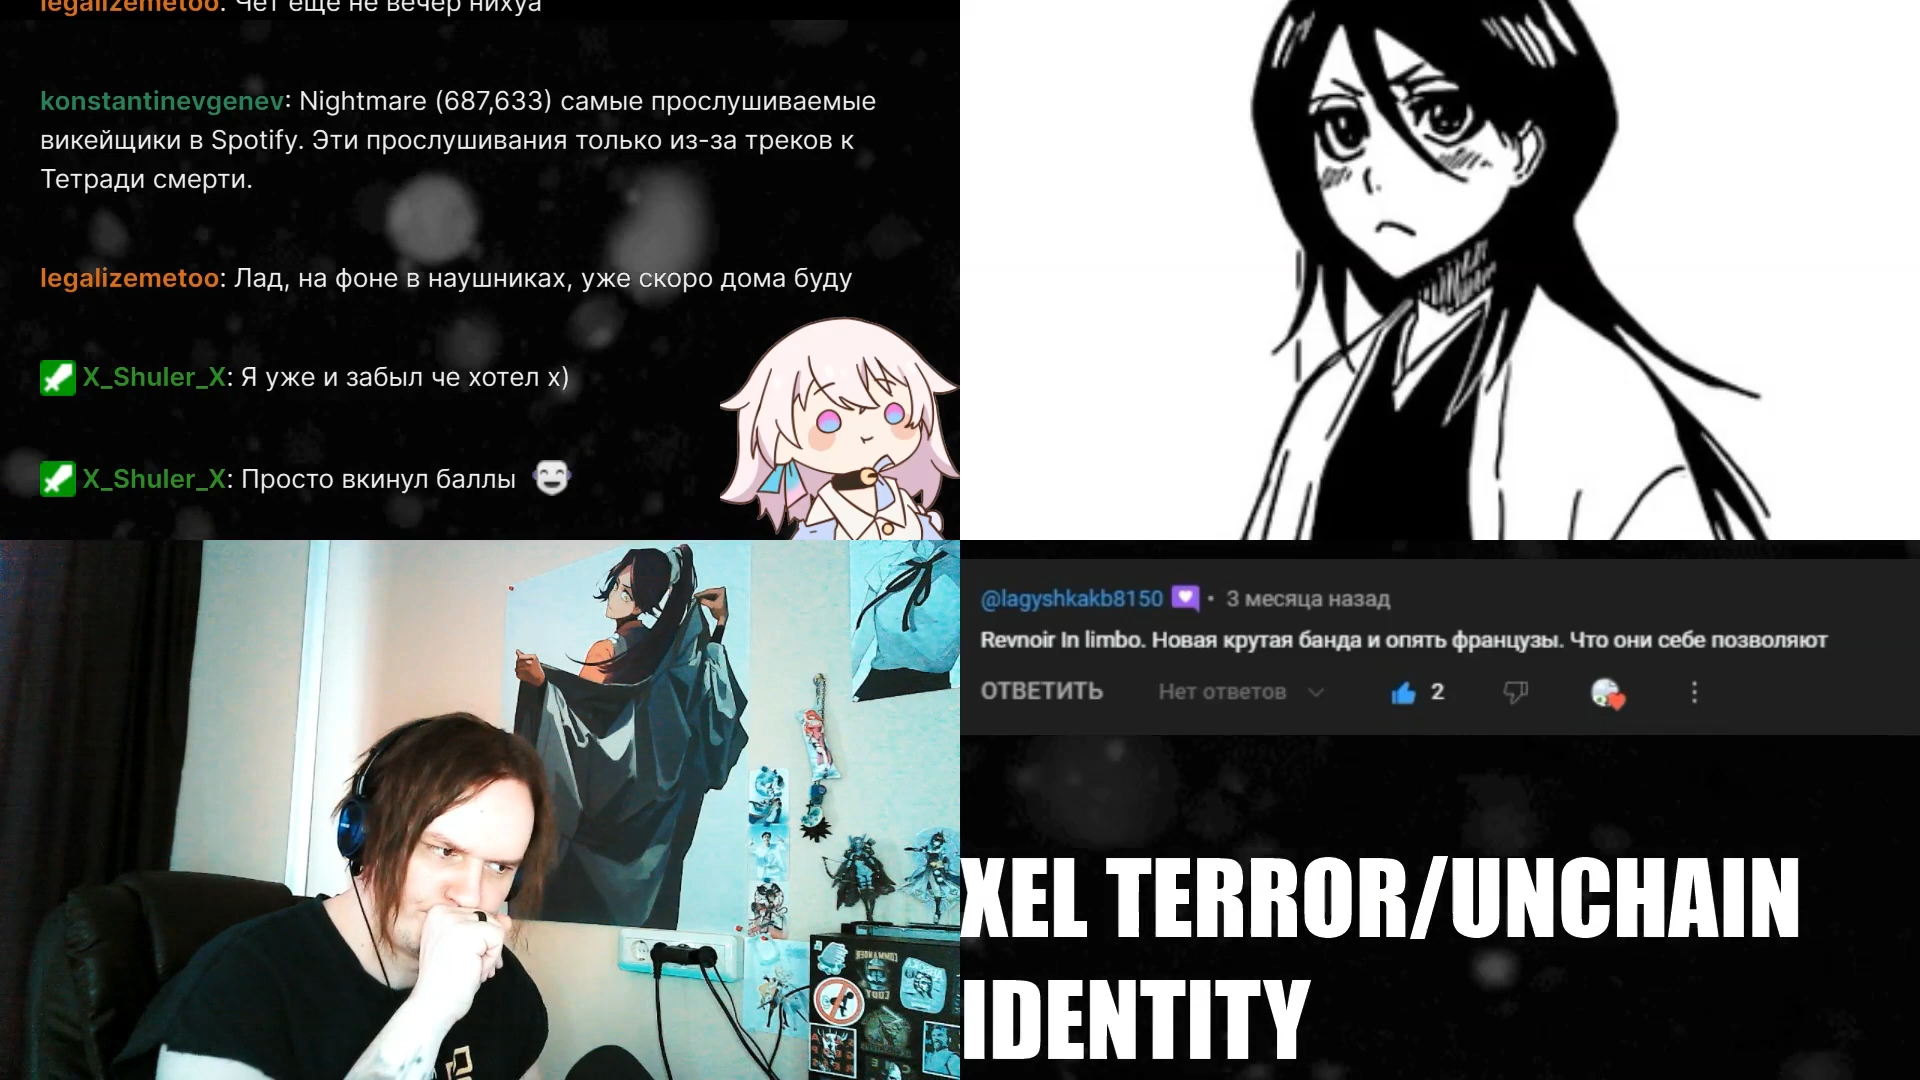 legalizemetoo: Чет еще не вечер нихуа
konstantinevgenev: Nightmare (687,633) самые прослушиваемые
викейщики в Spotify. Эти прослушивания только из-за треков к
Тетради смерти.
legalizemetoo: Лад, на фоне в наушниках, уже скоро дома буду
X_Shuler_X: Я уже и забыл че хотел x)
X_Shuler_X: Просто вкинул баллы
@lagyshkakb8150 • 3 месяца назад
Revnoir In limbo. Новая крутая банда и опять французы. Что они себе позволяют
ОТВЕТИТЬ Нет ответов 2
XEL TERROR/UNCHAIN
IDENTITY